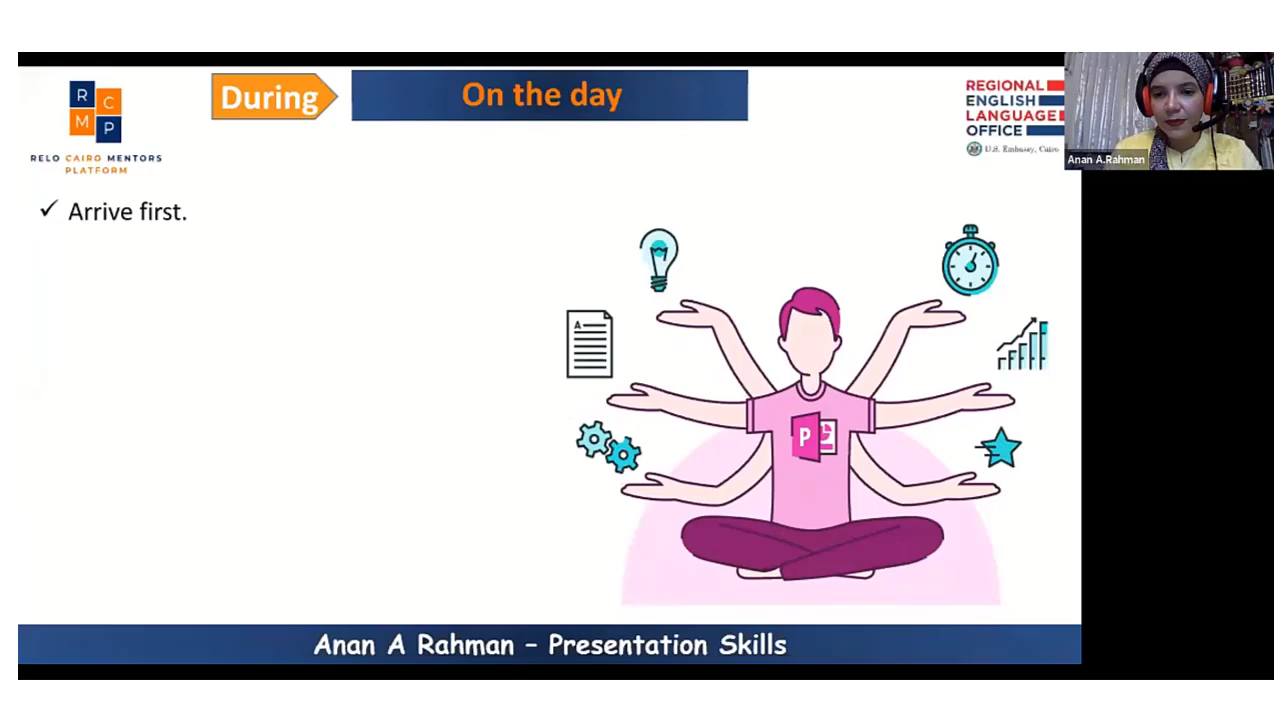 R
C
M
P
RELO CAIRO MENTORS
PLATFORM
During
On the day
REGIONAL
ENGLISH
LANGUAGE
OFFICE
U.S. Embassy, Cairo
Anan A.Rahman
✓ Arrive first.
A
P
Anan A Rahman – Presentation Skills